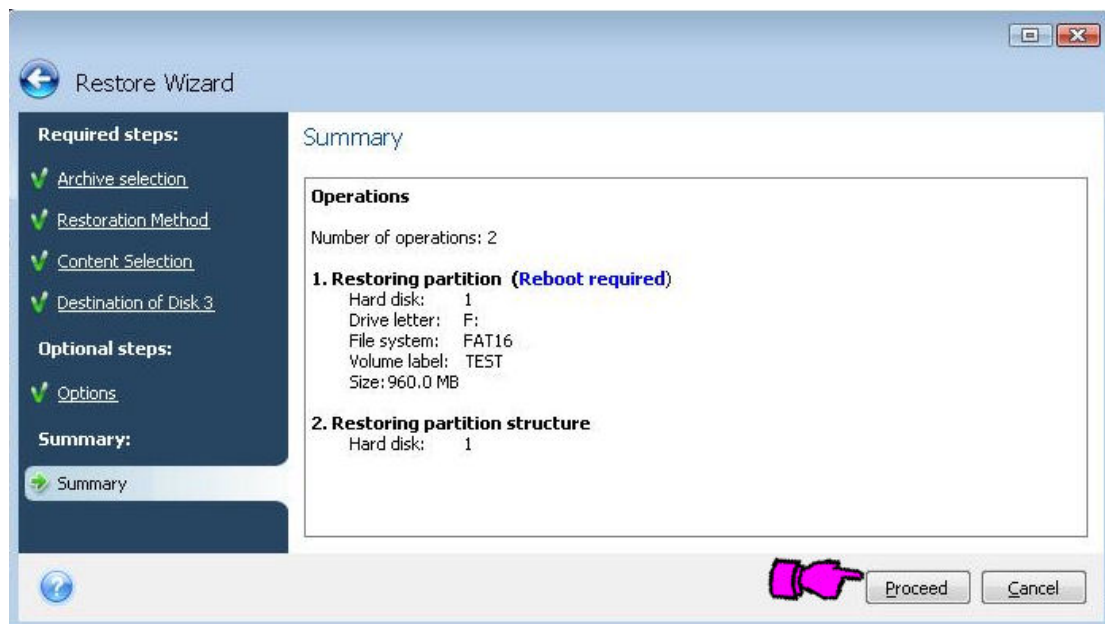 Restore Wizard
Required steps:
Archive selection
Restoration Method
Content Selection
Destination of Disk 3
Optional steps:
Options
Summary:
Summary
Summary
Operations
Number of operations: 2
1. Restoring partition (Reboot required)
Hard disk: 1
Drive letter: F:
File system: FAT16
Volume label: TEST
Size: 960.0 MB
2. Restoring partition structure
Hard disk: 1
Proceed
Cancel